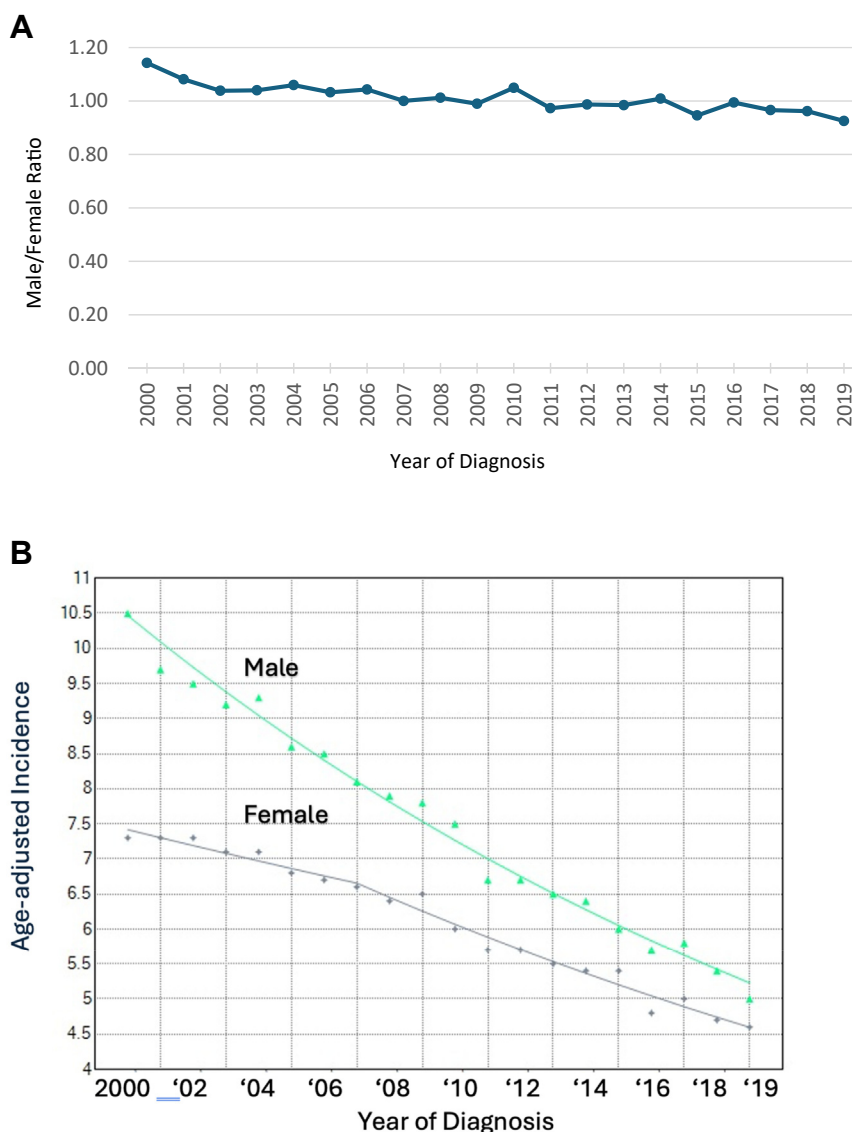 A
1.20
1.00
0.80
0.60
0.40
0.20
0.00
Male/Female Ratio
2000 2001 2002 2003 2004 2005 2006 2007 2008 2009 2010 2011 2012 2013 2014 2015 2016 2017 2018 2019
Year of Diagnosis
B
11
10.5
10
9.5
9
8.5
8
7.5
7
6.5
6
5.5
5
4.5
4
Age-adjusted Incidence
Male
Female
2000 ‘02 ‘04 ‘06 ‘08 ‘10 ‘12 ‘14 ‘16 ‘18 ‘19
Year of Diagnosis